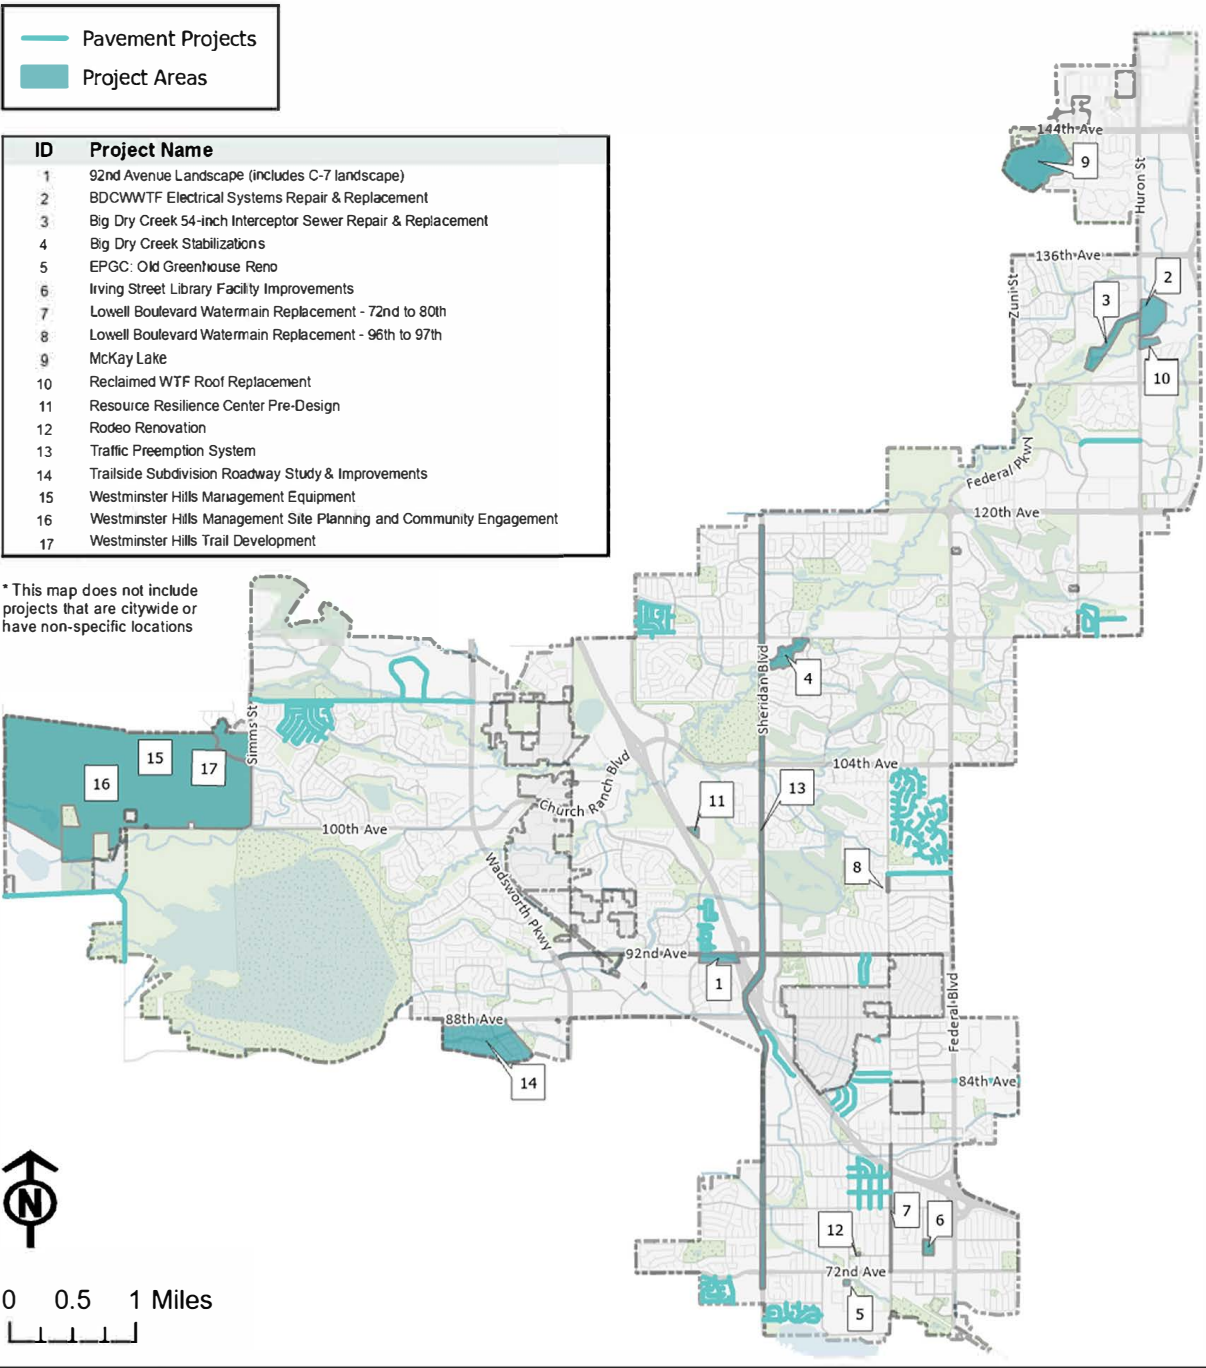 Pavement Projects
Project Areas
ID Project Name
1 92nd Avenue Landscape (includes C-7 landscape)
2 BDCWWTF Electrical Systems Repair & Replacement
3 Big Dry Creek 54-inch Interceptor Sewer Repair & Replacement
4 Big Dry Creek Stabilizations
5 EPGC: Old Greenhouse Reno
6 Irving Street Library Facility Improvements
7 Lowell Boulevard Watermain Replacement - 72nd to 80th
8 Lowell Boulevard Watermain Replacement - 96th to 97th
9 McKay Lake
10 Reclaimed WTF Roof Replacement
11 Resource Resilience Center Pre-Design
12 Rodeo Renovation
13 Traffic Preemption System
14 Trailside Subdivision Roadway Study & Improvements
15 Westminster Hills Management Equipment
16 Westminster Hills Management Site Planning and Community Engagement
17 Westminster Hills Trail Development
* This map does not include
projects that are citywide or
have non-specific locations
144th Ave
9
Huron St
136th Ave
Zuni St
2
3
10
Federal Pkwy
120th Ave
Sheridan Blvd
4
Simms St
15
17
16
104th Ave
Church Ranch Blvd
13
11
100th Ave
8
Wadsworth Pkwy
92nd Ave
1
Federal Blvd
88th Ave
14
84th Ave
7
6
12
72nd Ave
5
N
0 0.5 1 Miles